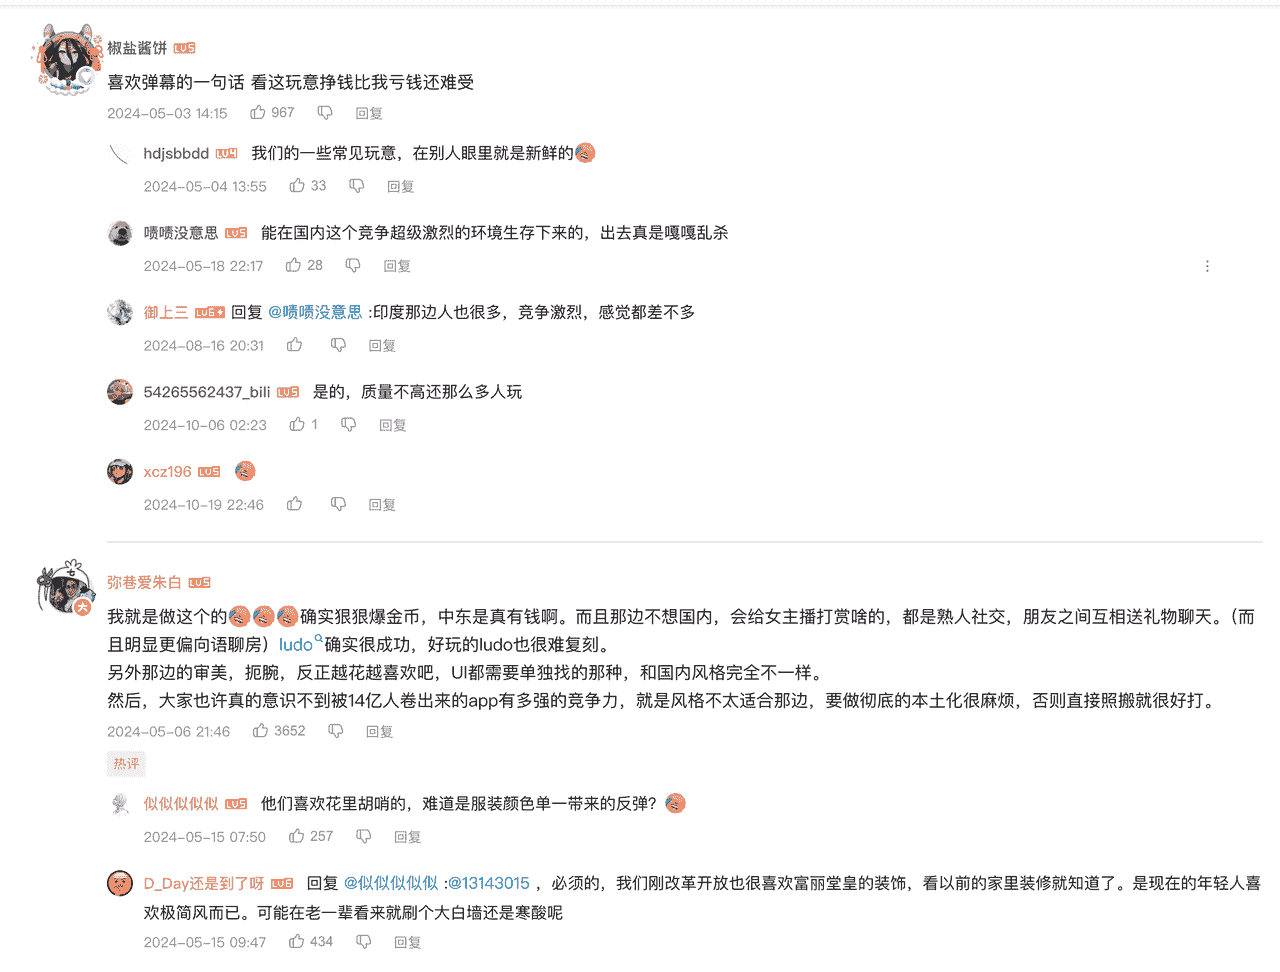 椒盐酱饼 LV5
喜欢弹幕的一句话 看这玩意挣钱比我亏钱还难受
2024-05-03 14:15 967 回复
hdjsbbdd LV4 我们的一些常见玩意，在别人眼里就是新鲜的
2024-05-04 13:55 33 回复
啧啧没意思 LV5 能在国内这个竞争超级激烈的环境生存下来的，出去真是嘎嘎乱杀
2024-05-18 22:17 28 回复
御上三 LV6 回复 @啧啧没意思 :印度那边人也很多，竞争激烈，感觉都差不多
2024-08-16 20:31 回复
54265562437_bili LV5 是的，质量不高还那么多人玩
2024-10-06 02:23 1 回复
xcz196 LV5
2024-10-19 22:46 回复
大
弥巷爱朱白 LV5
我就是做这个的确实狠狠爆金币，中东是真有钱啊。而且那边不想国内，会给女主播打赏啥的，都是熟人社交，朋友之间互相送礼物聊天。（而
且明显更偏向语聊房）ludo确实很成功，好玩的ludo也很难复刻。
另外那边的审美，扼腕，反正越花越喜欢吧，UI都需要单独找的那种，和国内风格完全不一样。
然后，大家也许真的意识不到被14亿人卷出来的app有多强的竞争力，就是风格不太适合那边，要做彻底的本土化很麻烦，否则直接照搬就很好打。
2024-05-06 21:46 3652 回复
热评
似似似似似 LV5 他们喜欢花里胡哨的，难道是服装颜色单一带来的反弹？
2024-05-15 07:50 257 回复
D_Day还是到了呀 LV6 回复 @似似似似似 :@13143015 ，必须的，我们刚改革开放也很喜欢富丽堂皇的装饰，看以前的家里装修就知道了。是现在的年轻人喜
欢极简风而已。可能在老一辈看来就刷个大白墙还是寒酸呢
2024-05-15 09:47 434 回复